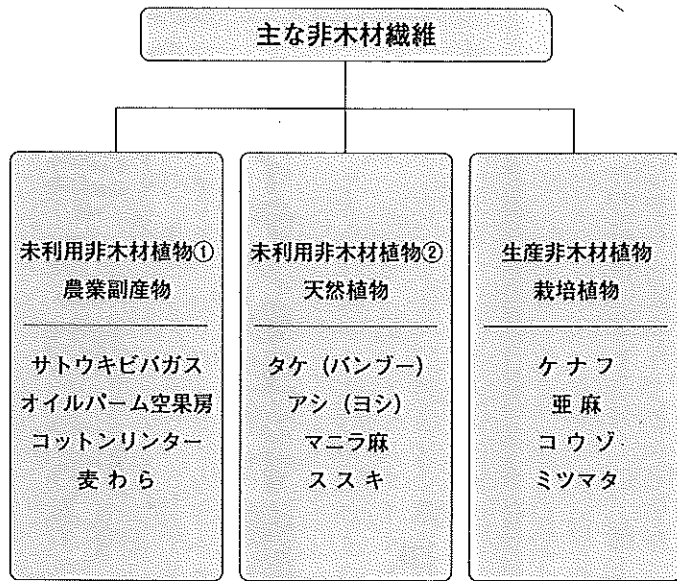 主な非木材繊維
未利用非木材植物①
農業副産物
サトウキビバガス
オイルパーム空果房
コットンリンター
麦わら
未利用非木材植物②
天然植物
タケ（バンブー）
アシ（ヨシ）
マニラ麻
ススキ
生産非木材植物
栽培植物
ケナフ
亜麻
コウゾ
ミツマタ